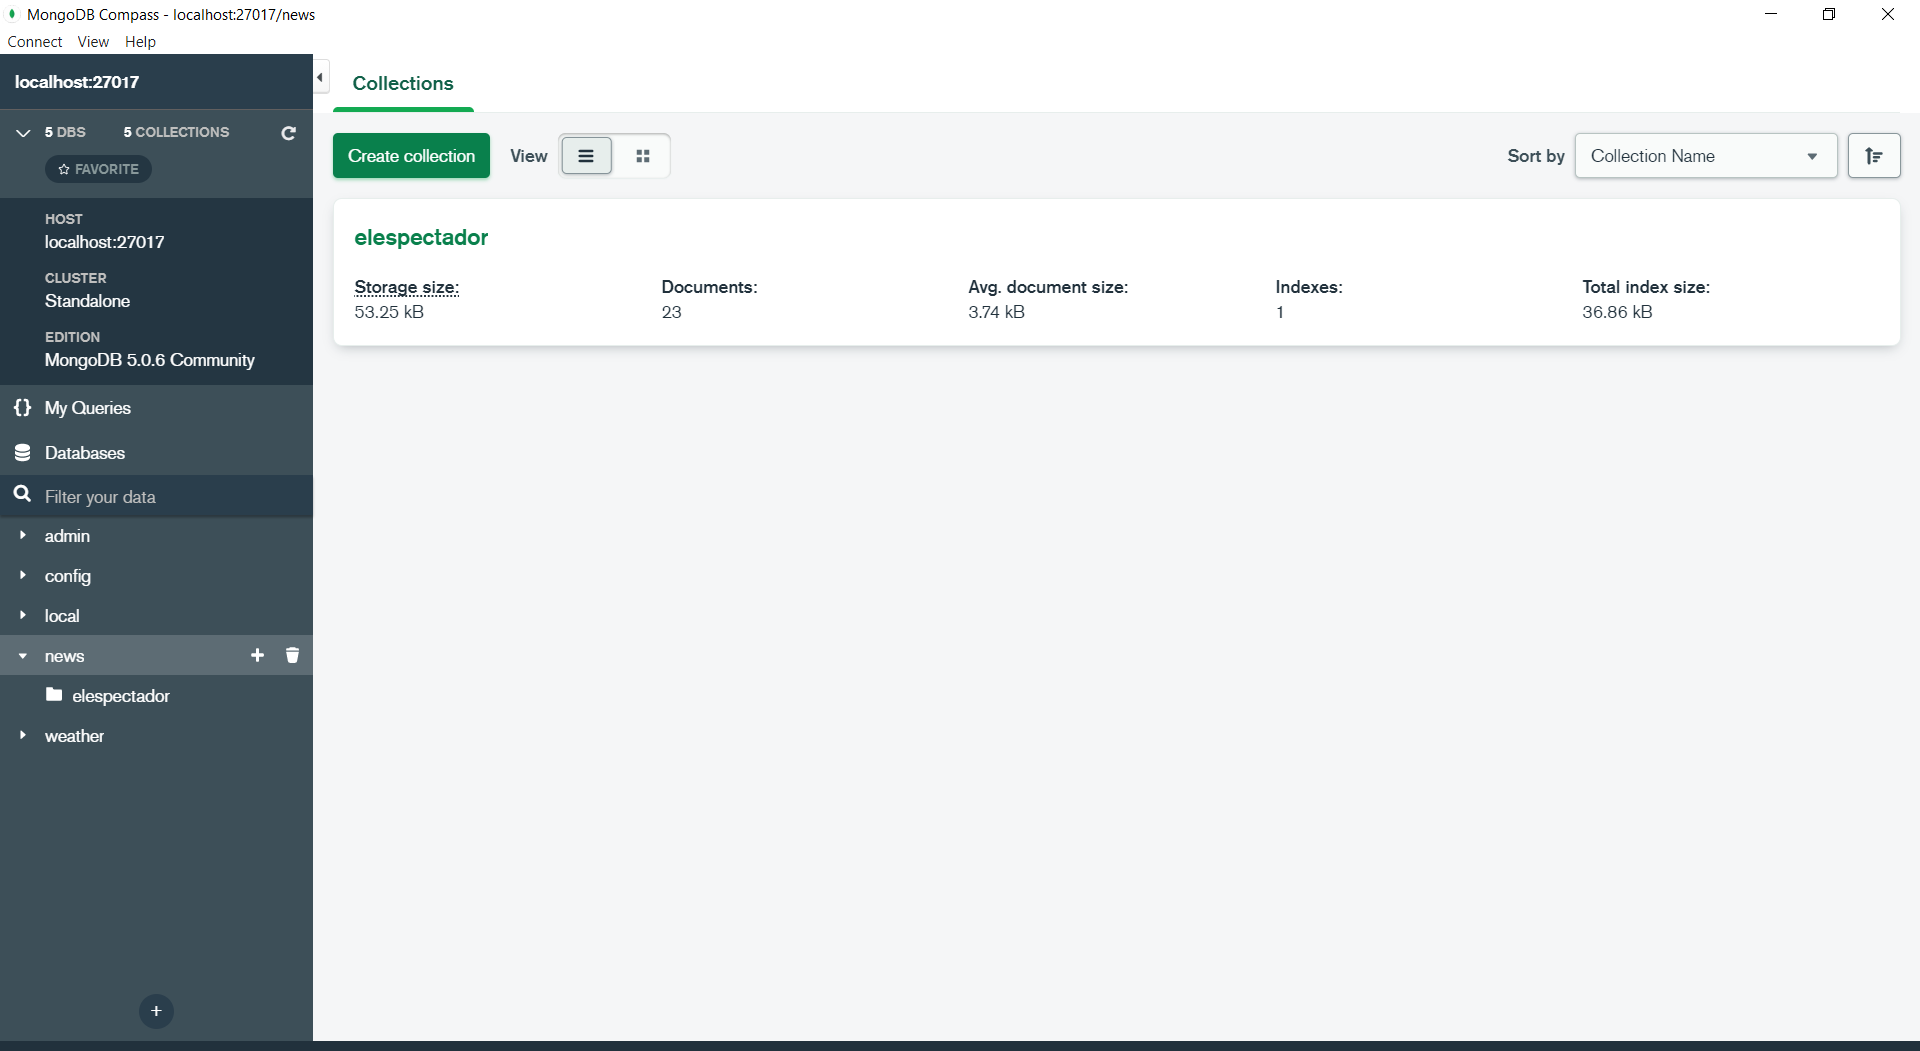 MongoDB Compass - localhost:27017/news
Connect View Help
localhost:27017
5 DBS 5 COLLECTIONS
FAVORITE
HOST
localhost:27017
CLUSTER
Standalone
EDITION
MongoDB 5.0.6 Community
{} My Queries
Databases
Filter your data
admin
config
local
news
elespectador
weather
Collections
Create collection View Sort by Collection Name
elespectador
Storage size: Documents: Avg. document size: Indexes: Total index size:
53.25 kB 23 3.74 kB 1 36.86 kB